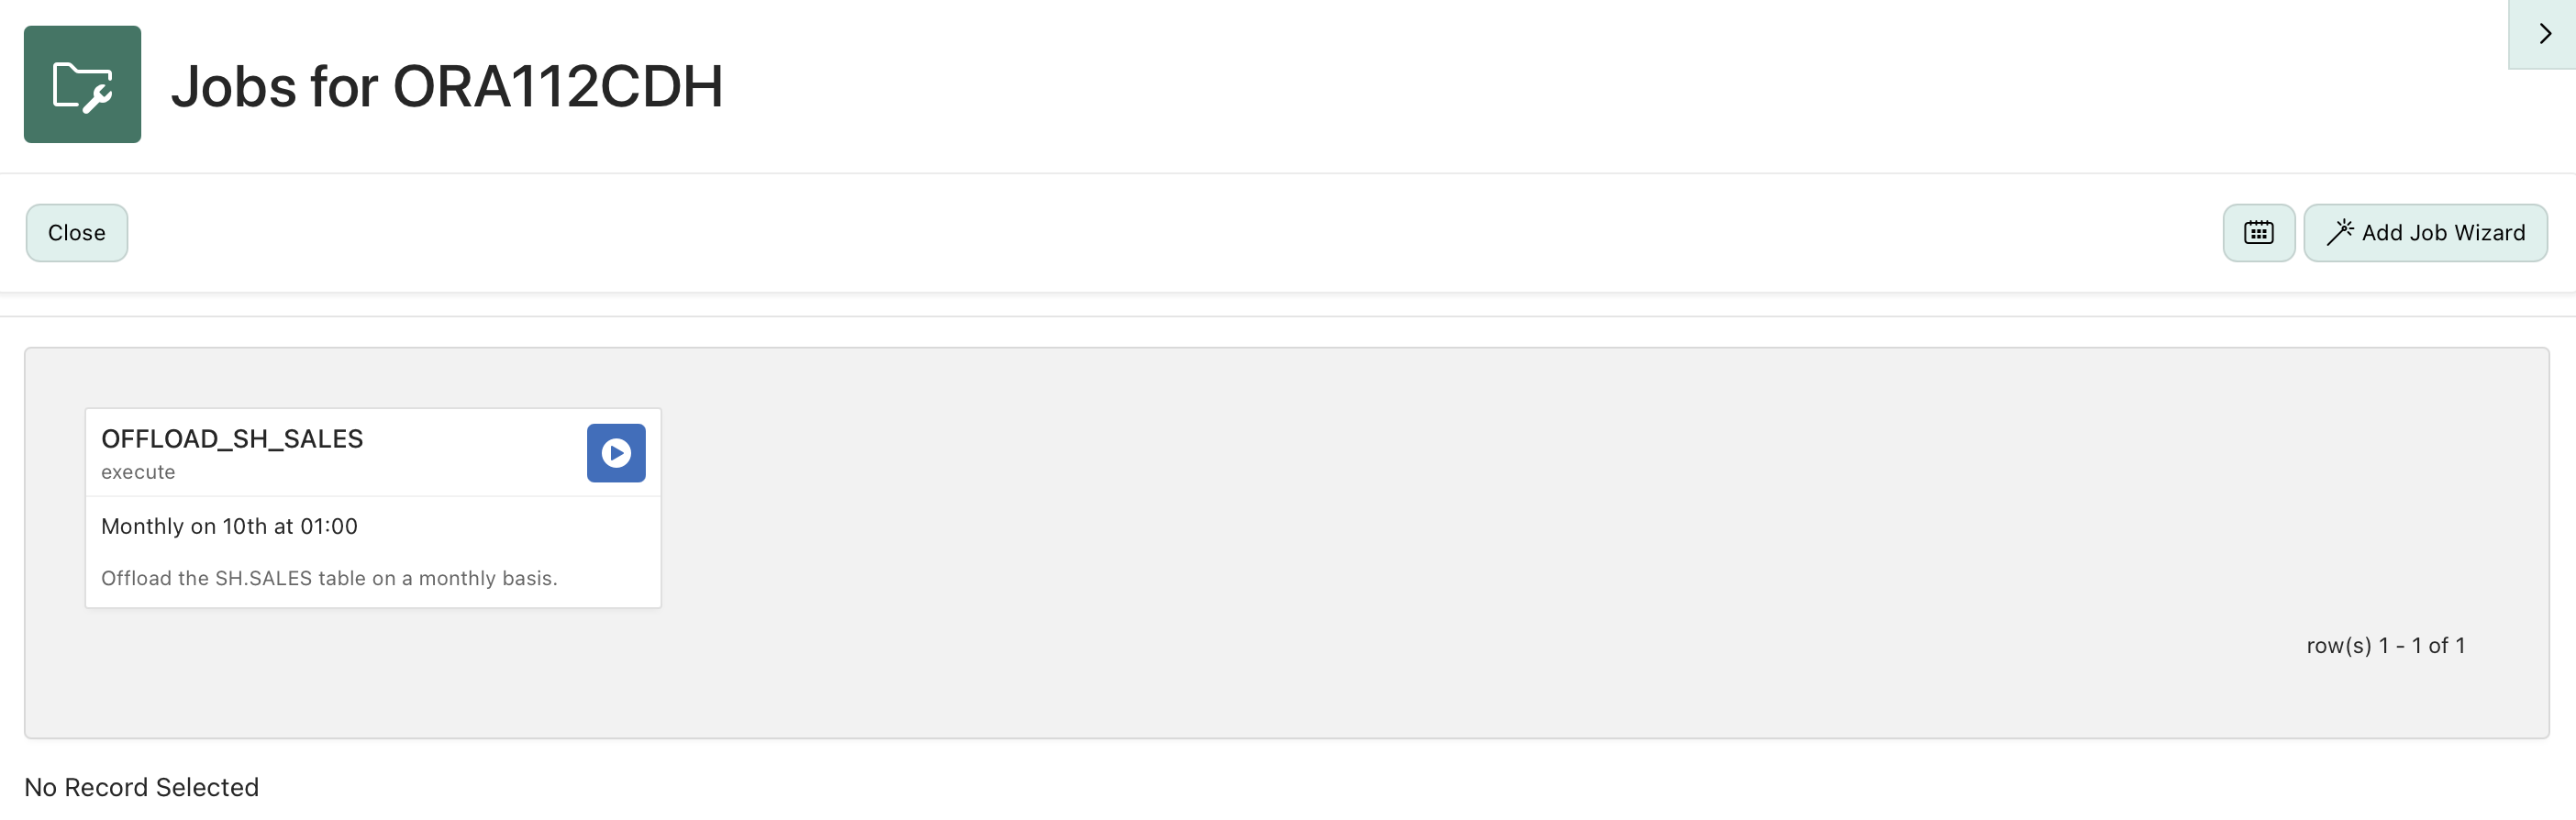 Jobs for ORA112CDH
Close
Add Job Wizard
OFFLOAD_SH_SALES
execute
Monthly on 10th at 01:00
Offload the SH.SALES table on a monthly basis.
row(s) 1 - 1 of 1
No Record Selected